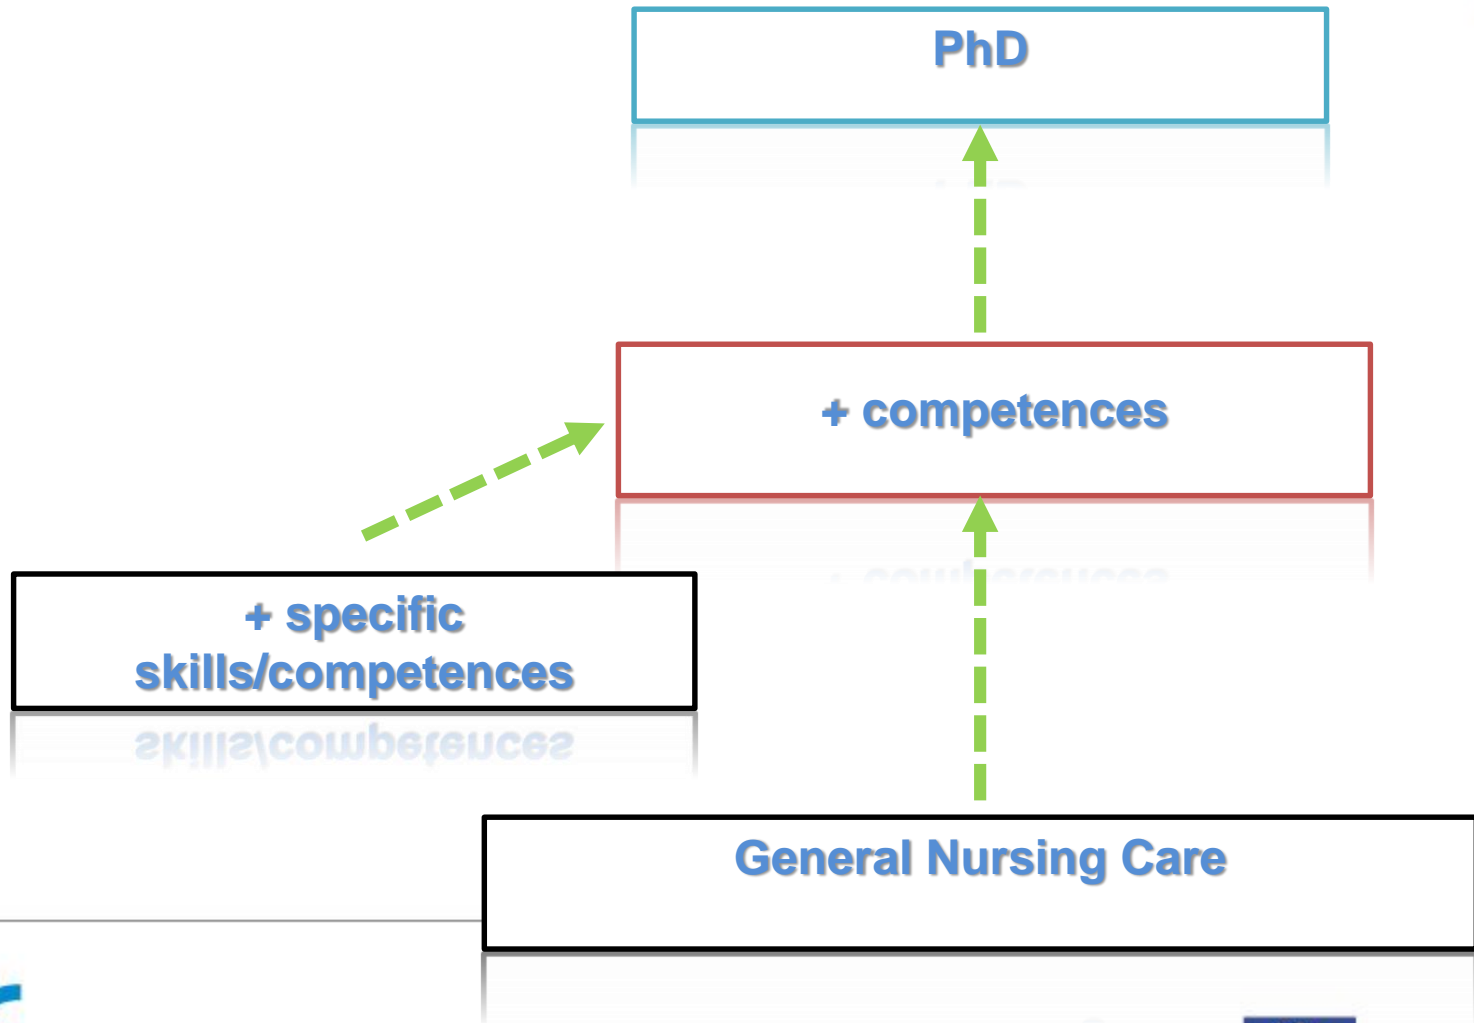 PhD
+ competences
+ specific
skills/competences
General Nursing Care